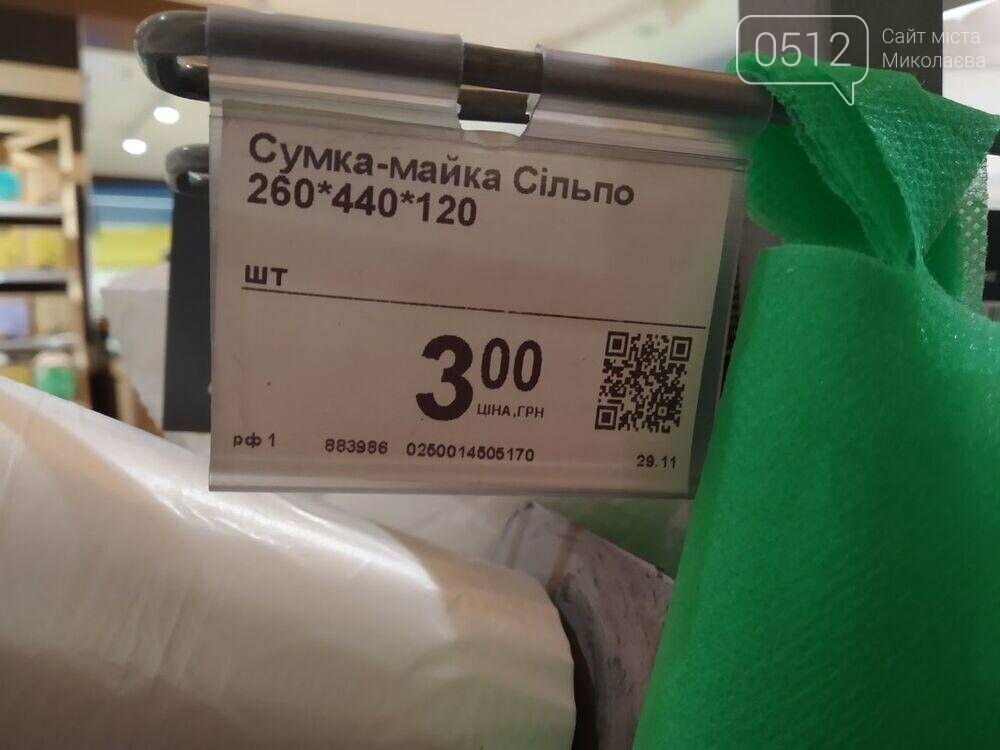 0512
Сайт міста
Миколаєва
Сумка-майка Сільпо
260*440*120
шт
3 00
ЦІНА,ГРН
рф 1 883986 0250014505170 29.11